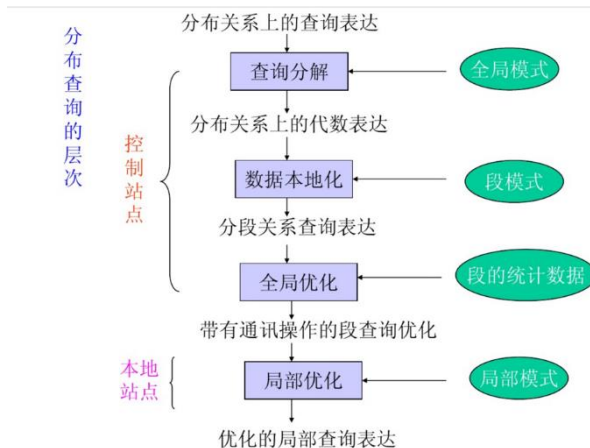 分布查询的层次
分布关系上的查询表达
查询分解
全局模式
分布关系上的代数表达
控制站点
数据本地化
段模式
分段关系查询表达
全局优化
段的统计数据
带有通讯操作的段查询优化
本地
站点
局部优化
局部模式
优化的局部查询表达